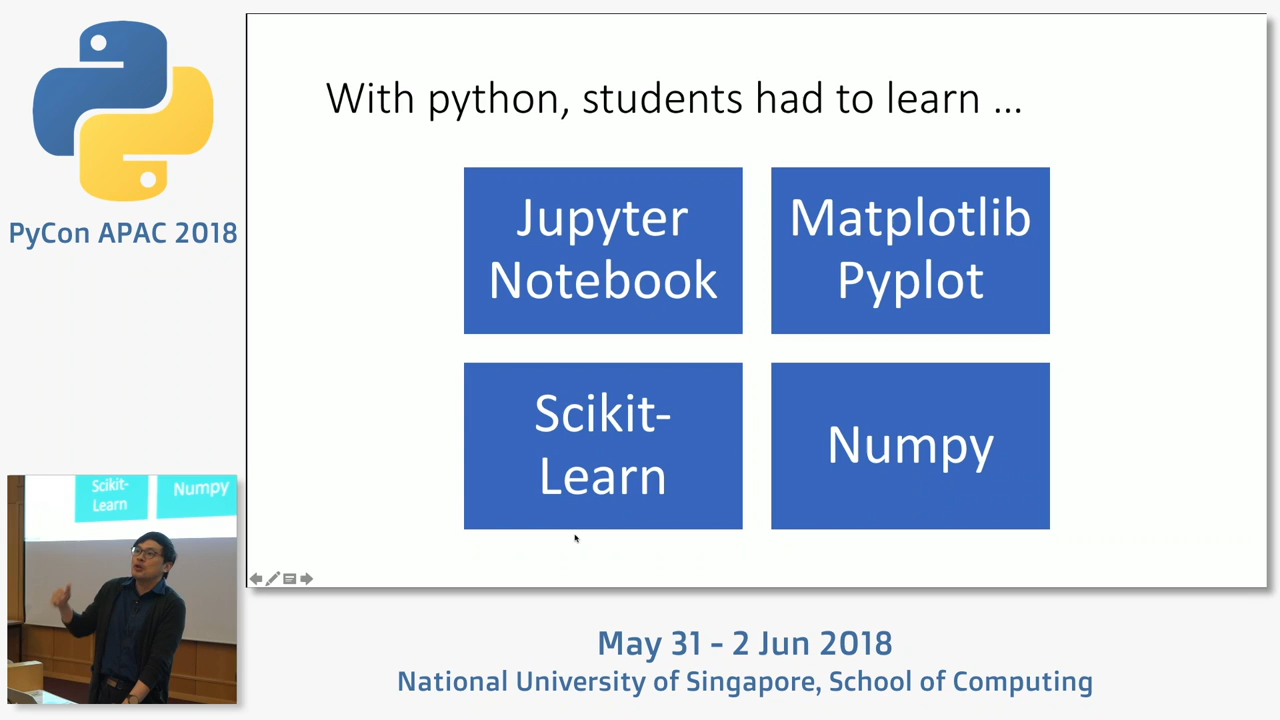 PyCon APAC 2018
With python, students had to learn ...
Jupyter
Notebook
Matplotlib
Pyplot
Scikit-
Learn
Numpy
Scikit-
Learn
Numpy
May 31 - 2 Jun 2018
National University of Singapore, School of Computing